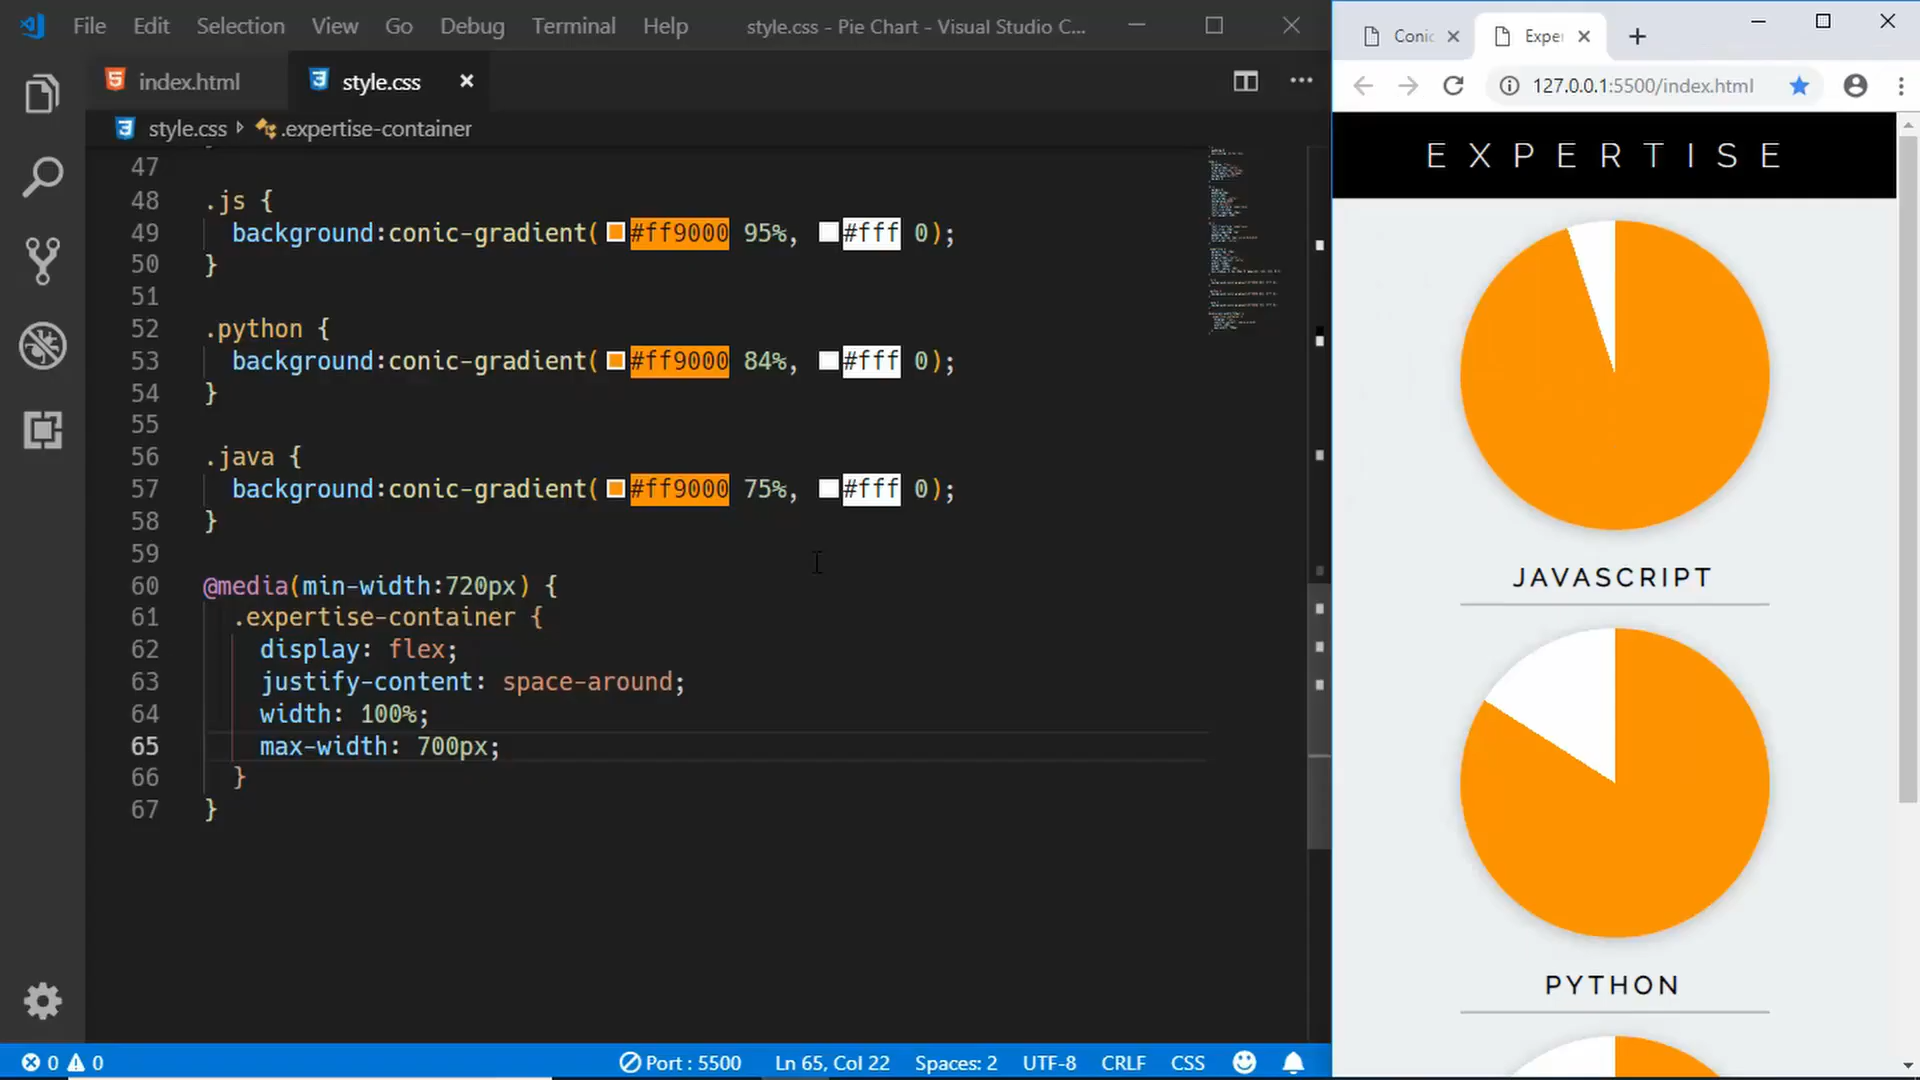 File Edit Selection View Go Debug Terminal Help style.css - Pie Chart - Visual Studio C...
index.html style.css
style.css .expertise-container
47
48 .js {
49 background:conic-gradient(#ff9000 95%, #fff 0);
50 }
51
52 .python {
53 background:conic-gradient(#ff9000 84%, #fff 0);
54 }
55
56 .java {
57 background:conic-gradient(#ff9000 75%, #fff 0);
58 }
59
60 @media(min-width:720px) {
61 .expertise-container {
62 display: flex;
63 justify-content: space-around;
64 width: 100%;
65 max-width: 700px;
66 }
67 }
0 0 Port : 5500 Ln 65, Col 22 Spaces: 2 UTF-8 CRLF CSS
Conic Exper
127.0.0.1:5500/index.html
EXPERTISE
JAVASCRIPT
PYTHON